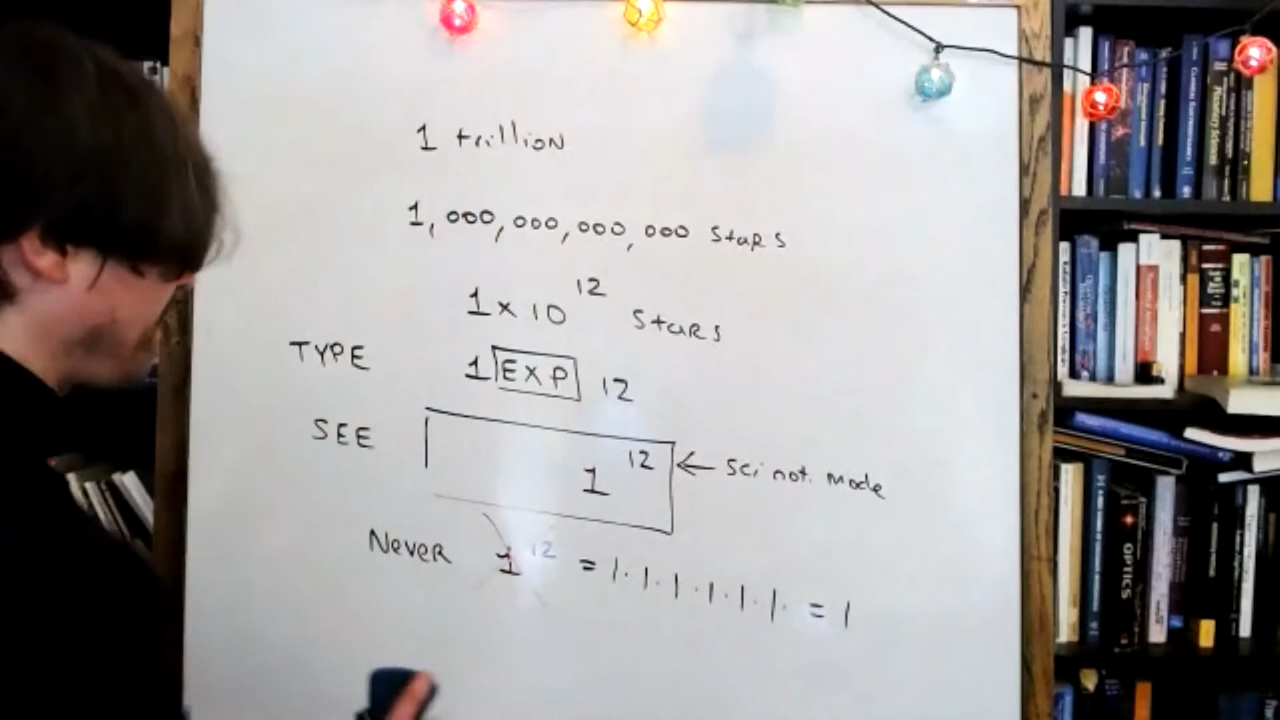 1 trillion
1,000,000,000,000 stars
1 x 10^12 stars
TYPE 1 EXP 12
SEE 1^12 ← sci not. mode
Never 1^12 = 1·1·1·1·1·1· = 1
OPTICS